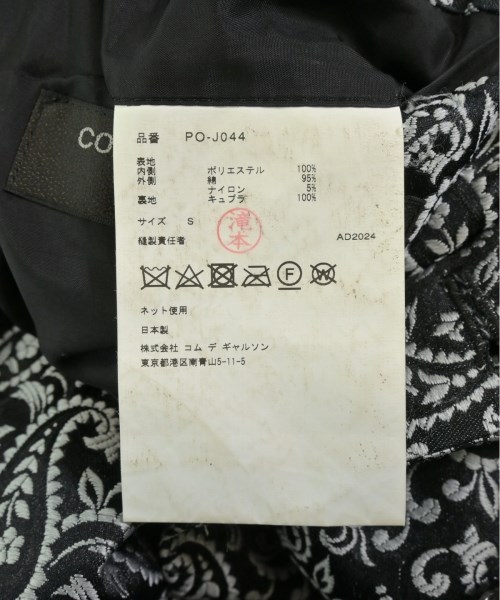 CO
品番 PO-J044
表地
内側 ポリエステル 100%
外側 綿 95%
ナイロン 5%
裏地 キュプラ 100%
サイズ S
縫製責任者 滝本 AD2024
F W
ネット使用
日本製
株式会社 コム デ ギャルソン
東京都港区南青山5-11-5